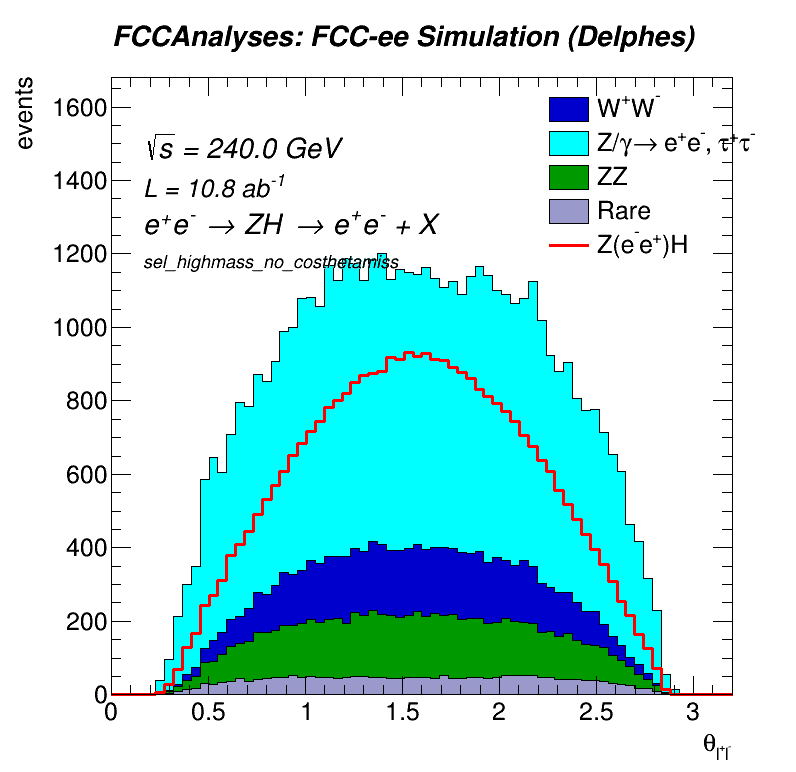 FCCAnalyses: FCC-ee Simulation (Delphes)
events
1600
1400
1200
1000
800
600
400
200
0
√s = 240.0 GeV
L = 10.8 ab⁻¹
e⁺e⁻ → ZH → e⁺e⁻ + X
sel_highmass_no_costhetamiss
W⁺W⁻
Z/γ→ e⁺e⁻, τ⁺τ⁻
ZZ
Rare
Z(e⁻e⁺)H
0 0.5 1 1.5 2 2.5 3
θ_l⁺l⁻